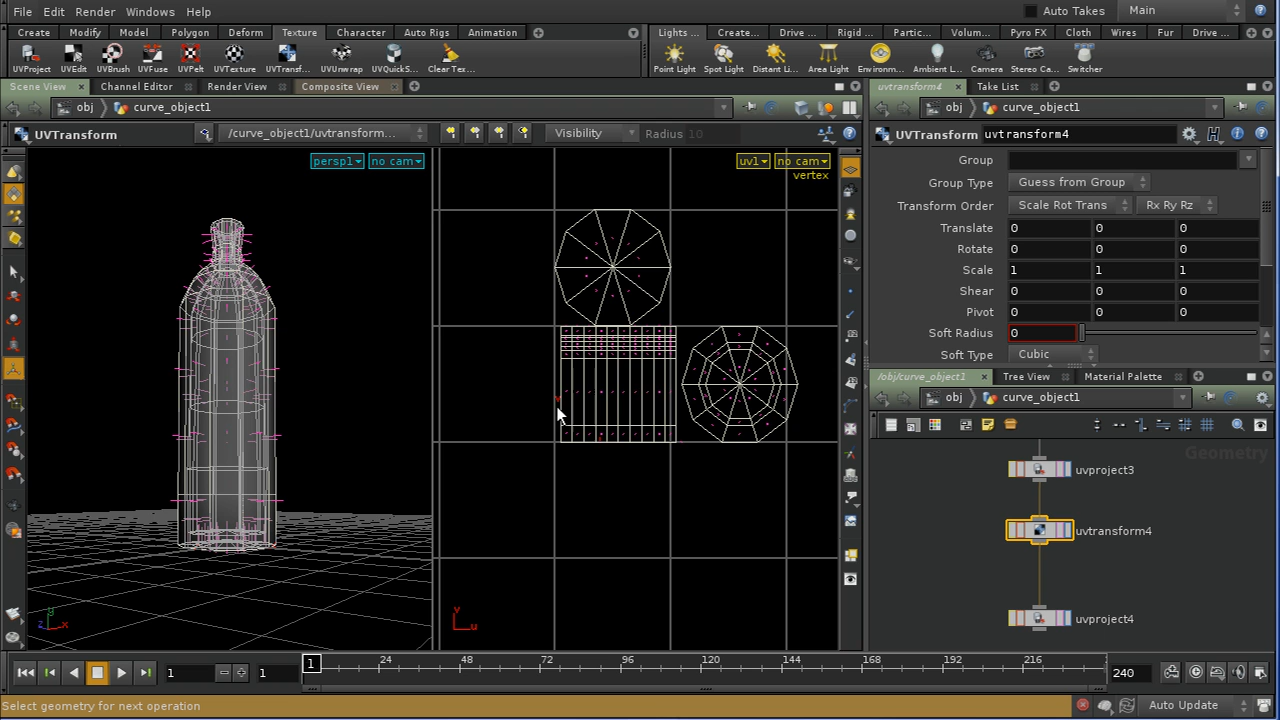 File Edit Render Windows Help
Auto Takes Main
Create Modify Model Polygon Deform Texture Character Auto Rigs Animation
Lights ... Create... Drive ... Rigid ... Partic... Volum... Pyro FX Cloth Wires Fur Drive ...
UVProject UVEdit UVBrush UVFuse UVPelt UVTexture UVTransf... UVUnwrap UVQuickS... Clear Tex...
Point Light Spot Light Distant Li... Area Light Environm... Ambient L... Camera Stereo Ca... Switcher
Scene View Channel Editor Render View Composite View
uvtransform4 Take List
obj curve_object1
obj curve_object1
UVTransform /curve_object1/uvtransform... Visibility Radius 10
UVTransform uvtransform4
persp1 no cam
uv1 no cam
vertex
Group
Group Type Guess from Group
Transform Order Scale Rot Trans Rx Ry Rz
Translate 0 0 0
Rotate 0 0 0
Scale 1 1 1
Shear 0 0 0
Pivot 0 0 0
Soft Radius 0
Soft Type Cubic
/obj/curve_object1 Tree View Material Palette
obj curve_object1
Geometry
uvproject3
uvtransform4
uvproject4
y
z x
v
u
1 1 1 24 48 72 96 120 144 168 192 216 240
Select geometry for next operation
Auto Update